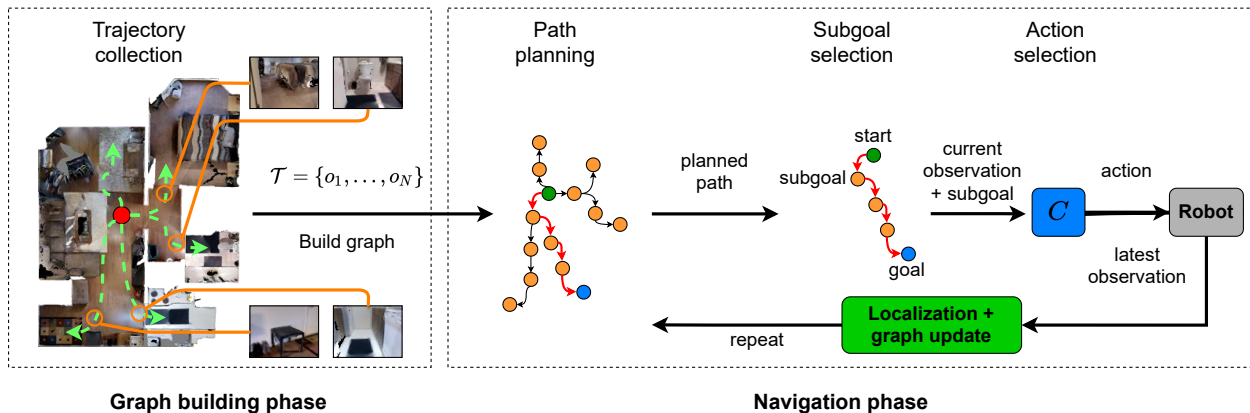 Trajectory
collection
𝒯 = {o₁, . . . , o_N}
Build graph
Graph building phase
Path
planning
Subgoal
selection
Action
selection
planned
path
start
subgoal
goal
current
observation
+ subgoal
C
action
Robot
latest
observation
Localization +
graph update
repeat
Navigation phase